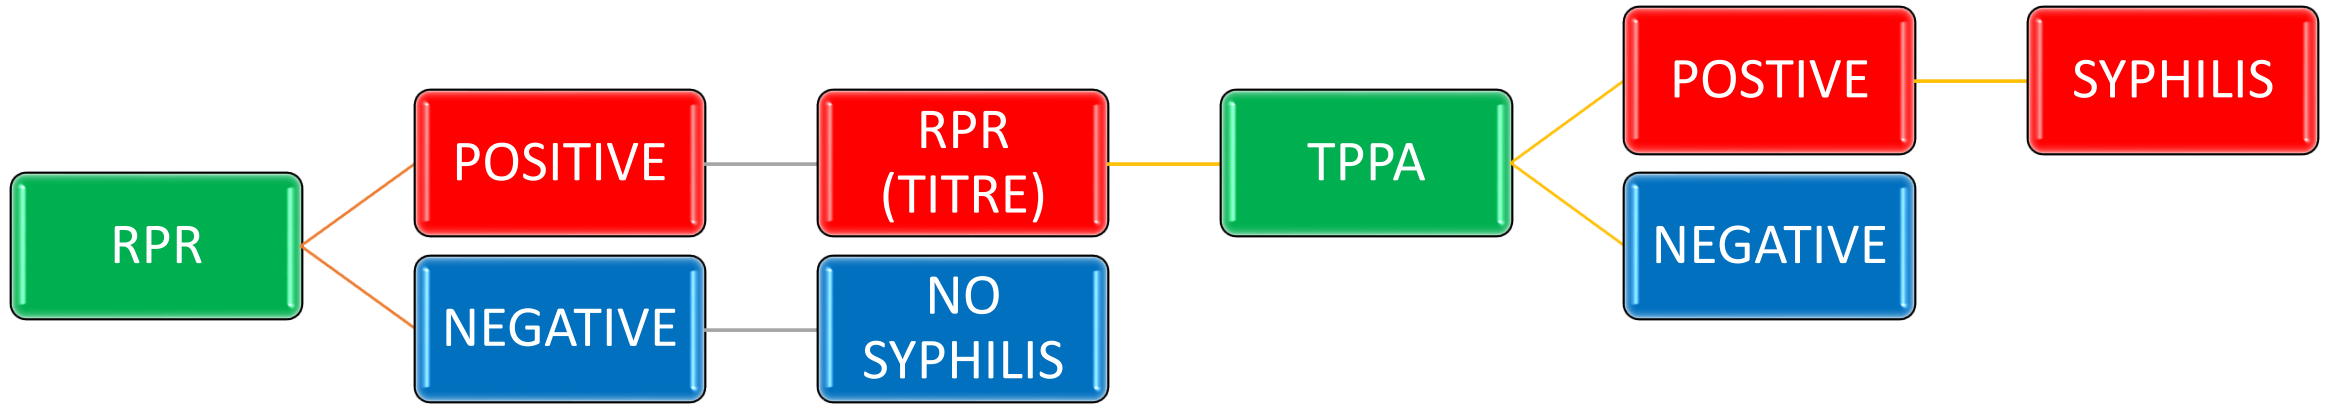 RPR
POSITIVE
RPR
(TITRE)
TPPA
POSTIVE
SYPHILIS
NEGATIVE
NEGATIVE
NO
SYPHILIS